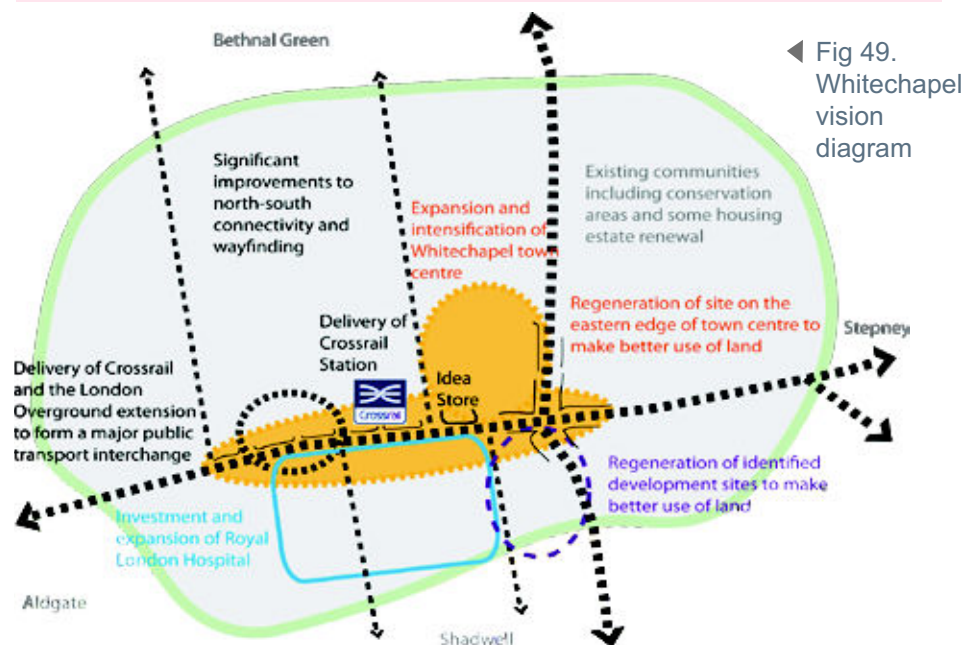 Bethnal Green
Fig 49.
Whitechapel
vision
diagram
Significant
improvements to
north-south
connectivity and
wayfinding
Expansion and
intensification of
Whitechapel town
centre
Existing communities
including conservation
areas and some housing
estate renewal
Regeneration of site on the
eastern edge of town centre to
make better use of land
Stepney
Delivery of
Crossrail
Station
Crossrail
Idea
Store
Delivery of Crossrail
and the London
Overground extension
to form a major public
transport interchange
Regeneration of identified
development sites to make
better use of land
Investment and
expansion of Royal
London Hospital
Aldgate
Shadwell